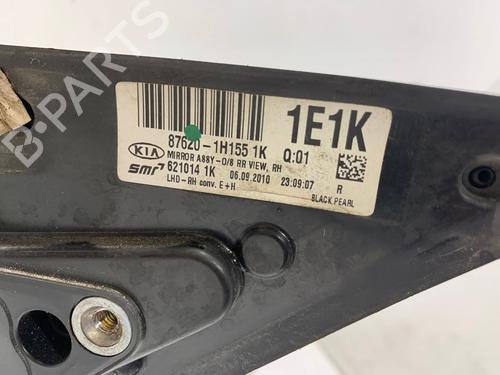 B-PARTS
87620-1H155 1K Q:01
1E1K
KIA MIRROR ASSY-O/S RR VIEW, RH
smr 621014 1K 06.09.2010 23:09:07 R
LHD-RH conv. E+H BLACK PEARL